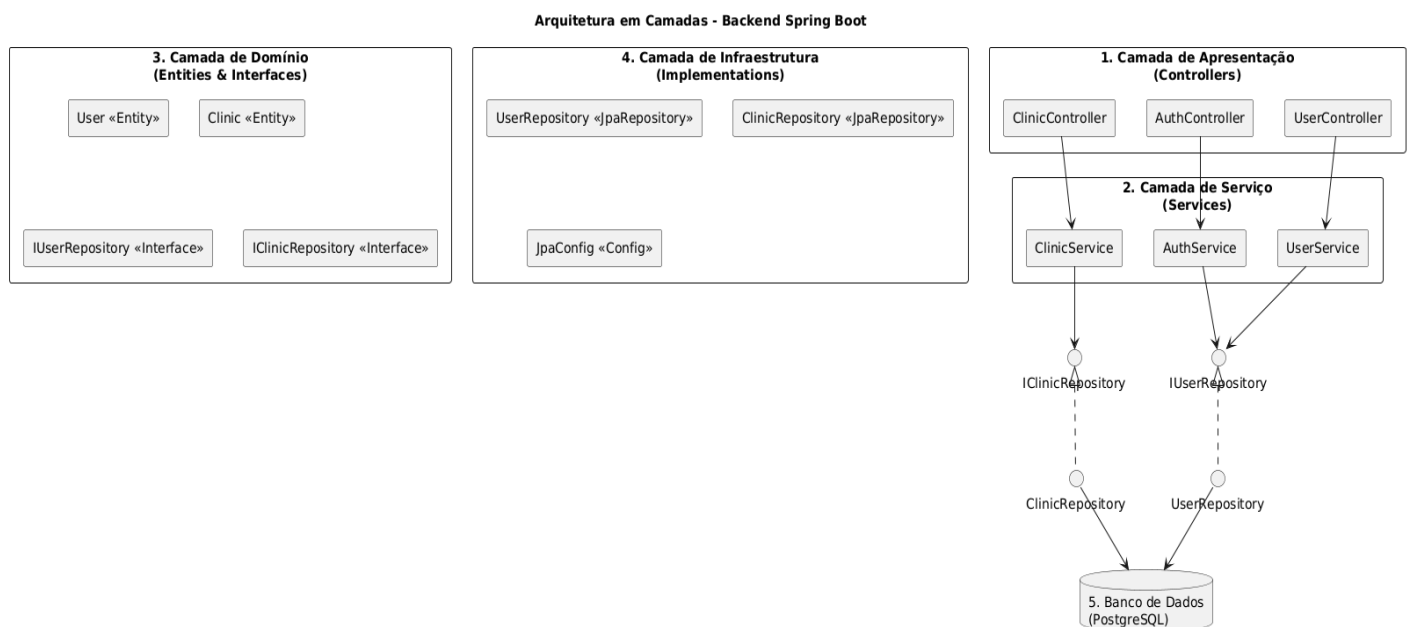 Arquitetura em Camadas - Backend Spring Boot
3. Camada de Domínio
(Entities & Interfaces)
User «Entity»
Clinic «Entity»
IUserRepository «Interface»
IClinicRepository «Interface»
4. Camada de Infraestrutura
(Implementations)
UserRepository «JpaRepository»
ClinicRepository «JpaRepository»
JpaConfig «Config»
1. Camada de Apresentação
(Controllers)
ClinicController
AuthController
UserController
2. Camada de Serviço
(Services)
ClinicService
AuthService
UserService
IClinicRepository
IUserRepository
ClinicRepository
UserRepository
5. Banco de Dados
(PostgreSQL)